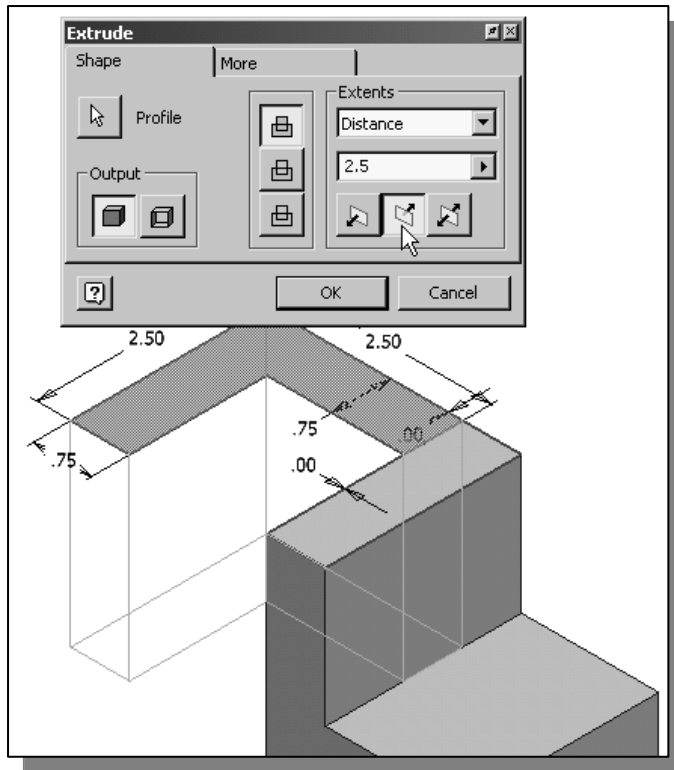 Extrude
Shape
More
Profile
Extents
Distance
2.5
Output
?
OK
Cancel
2.50
2.50
.75
.00
.75
.00